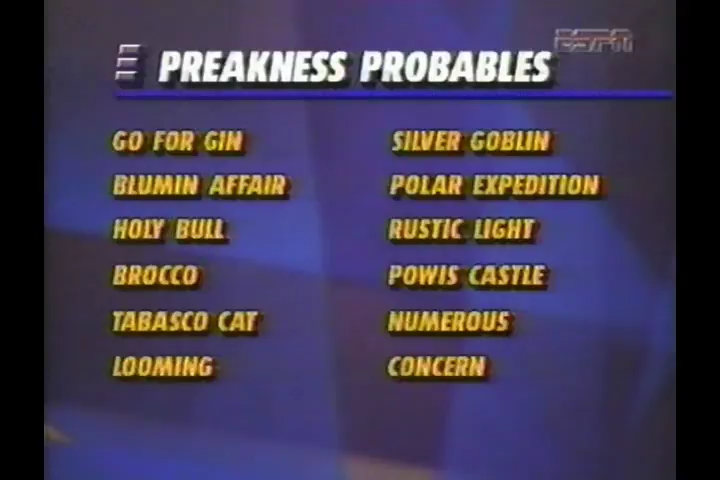 ESPN
PREAKNESS PROBABLES
GO FOR GIN
BLUMIN AFFAIR
HOLY BULL
BROCCO
TABASCO CAT
LOOMING
SILVER GOBLIN
POLAR EXPEDITION
RUSTIC LIGHT
POWIS CASTLE
NUMEROUS
CONCERN